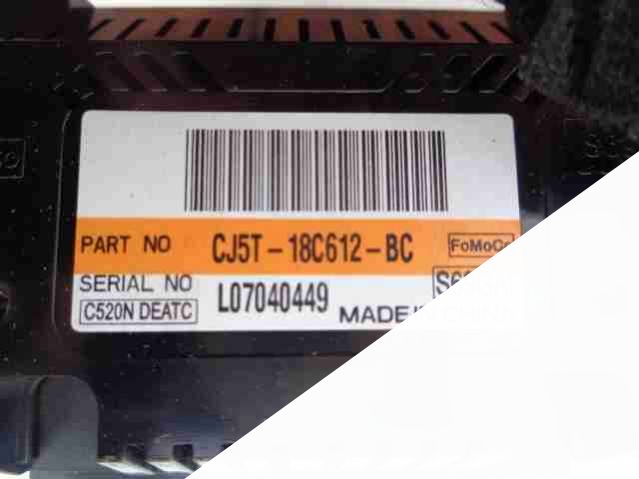 PART NO CJ5T-18C612-BC FoMoCo
SERIAL NO L07040449
C520N DEATC MADE IN CHINA